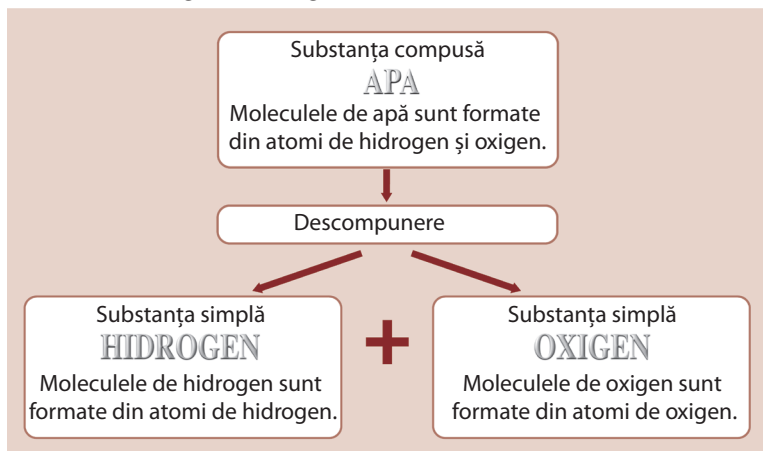 Substanța compusă
APA
Moleculele de apă sunt formate
din atomi de hidrogen și oxigen.
Descompunere
Substanța simplă
HIDROGEN
Moleculele de hidrogen sunt
formate din atomi de hidrogen.
+
Substanța simplă
OXIGEN
Moleculele de oxigen sunt
formate din atomi de oxigen.